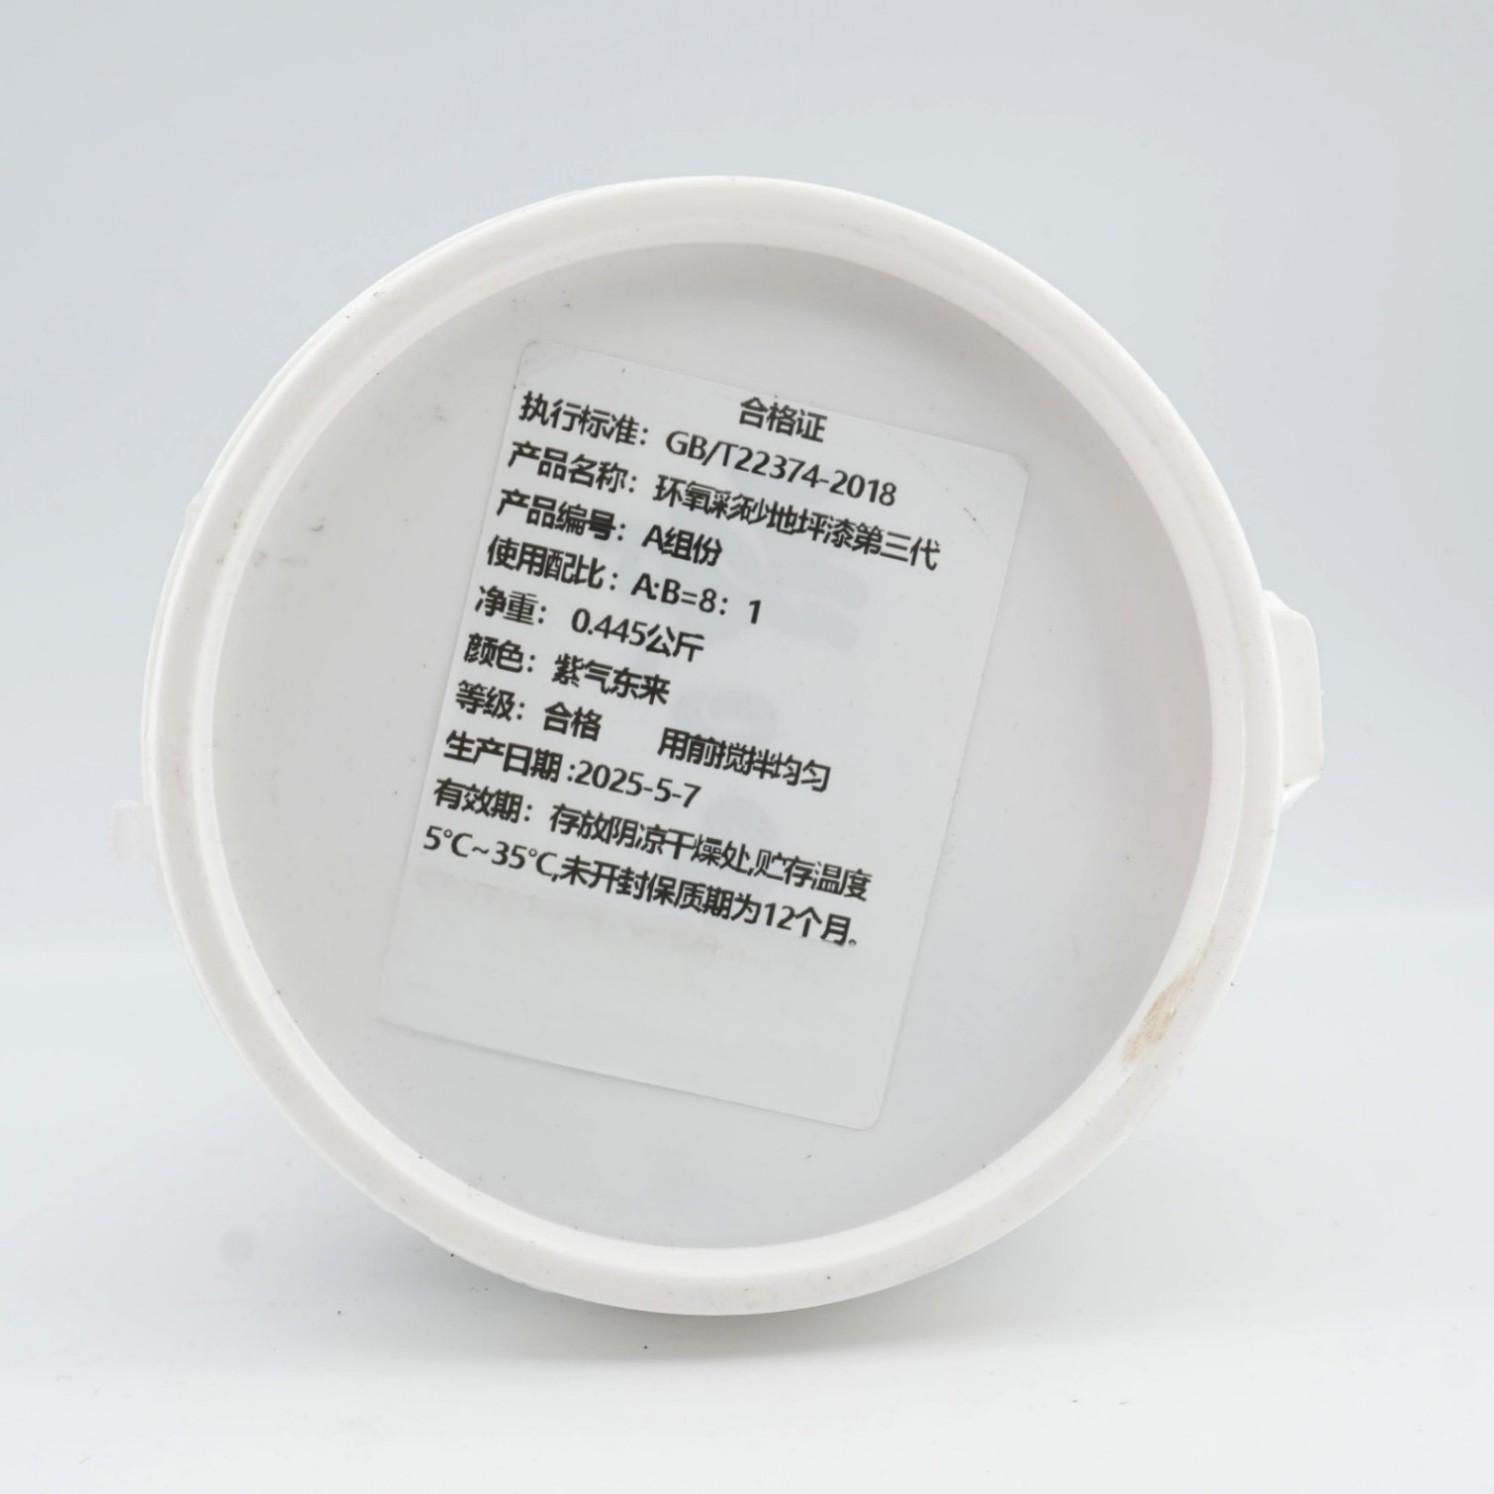 合格证
执行标准：GB/T22374-2018
产品名称：环氧彩砂地坪漆第三代
产品编号：A组份
使用配比：A:B=8：1
净重：0.445公斤
颜色：紫气东来
等级：合格 用前搅拌均匀
生产日期:2025-5-7
有效期：存放阴凉干燥处,贮存温度
5℃~35℃,未开封保质期为12个月。